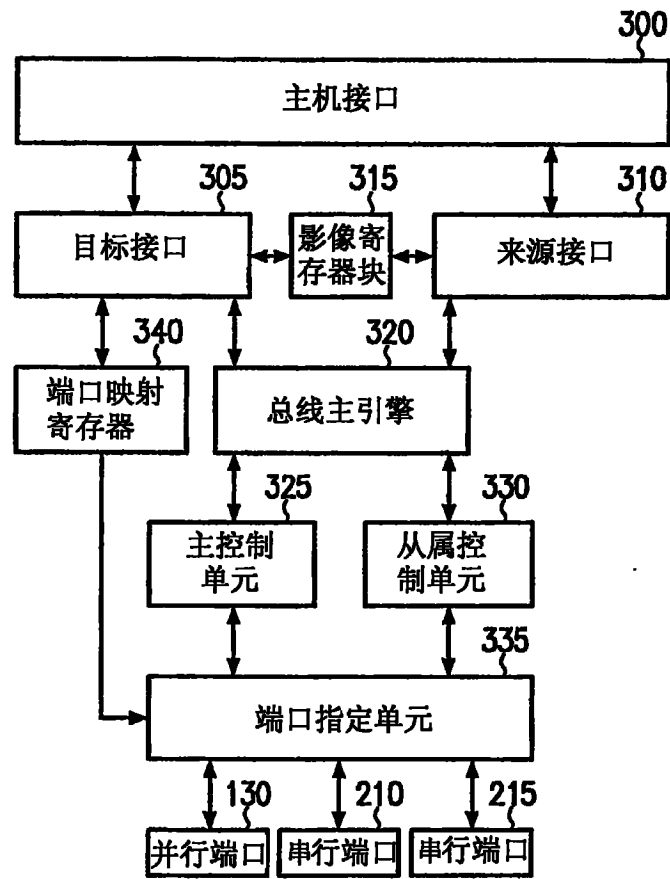 300
主机接口
305
315
310
目标接口
影像寄
存器块
来源接口
340
320
端口映射
寄存器
总线主引擎
325
330
主控制
单元
从属控
制单元
335
端口指定单元
130
210
215
并行端口
串行端口
串行端口